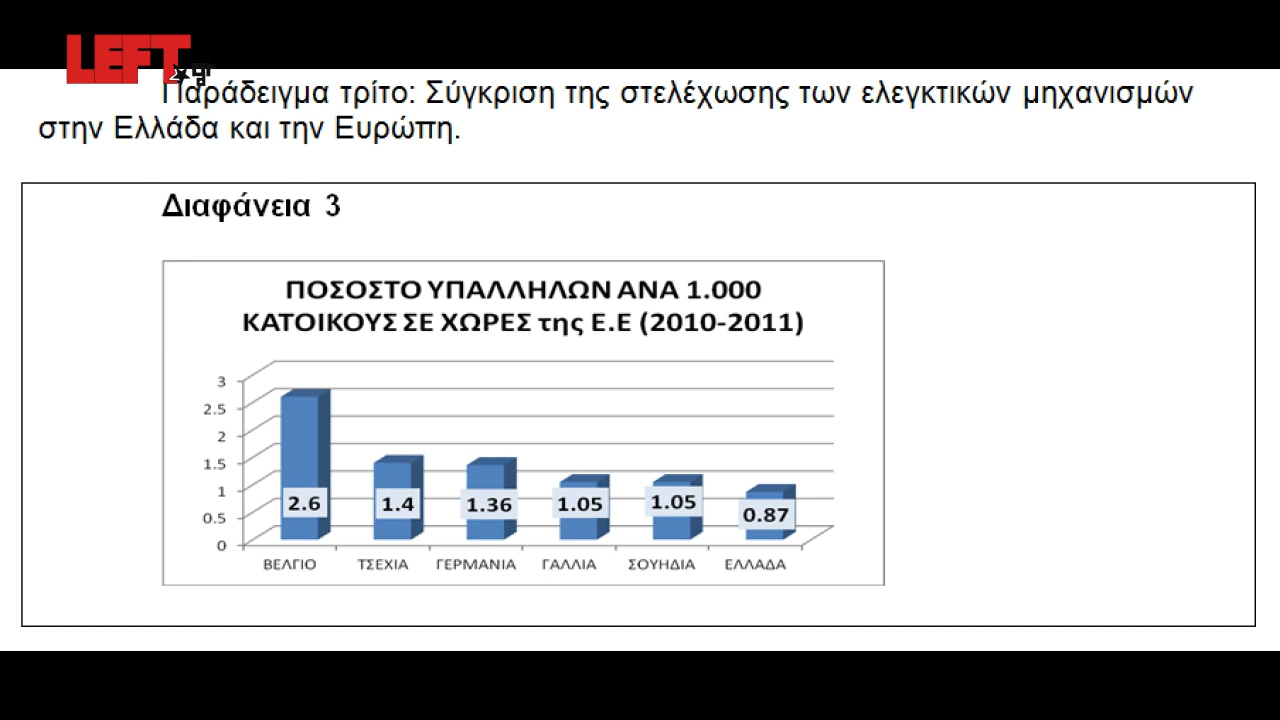 LEFT.gr
Παράδειγμα τρίτο: Σύγκριση της στελέχωσης των ελεγκτικών μηχανισμών
στην Ελλάδα και την Ευρώπη.
Διαφάνεια 3
ΠΟΣΟΣΤΟ ΥΠΑΛΛΗΛΩΝ ΑΝΑ 1.000
ΚΑΤΟΙΚΟΥΣ ΣΕ ΧΩΡΕΣ της Ε.Ε (2010-2011)
3
2.5
2
1.5
1
0.5
0
2.6 1.4 1.36 1.05 1.05 0.87
ΒΕΛΓΙΟ ΤΣΕΧΙΑ ΓΕΡΜΑΝΙΑ ΓΑΛΛΙΑ ΣΟΥΗΔΙΑ ΕΛΛΑΔΑ